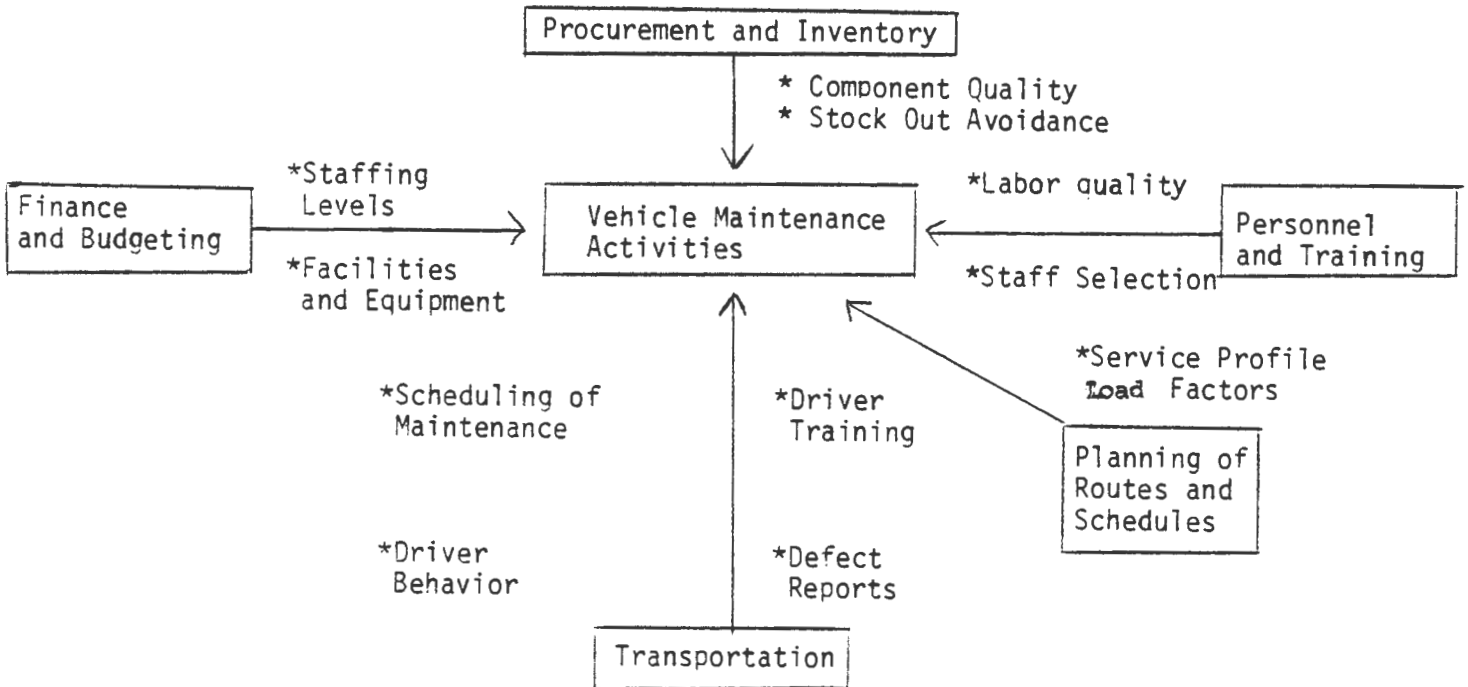 Procurement and Inventory
* Component Quality
* Stock Out Avoidance
*Staffing
Levels
Finance
and Budgeting
*Facilities
and Equipment
Vehicle Maintenance
Activities
*Labor quality
Personnel
and Training
*Staff Selection
*Service Profile
Load Factors
*Scheduling of
Maintenance
*Driver
Training
Planning of
Routes and
Schedules
*Driver
Behavior
*Defect
Reports
Transportation